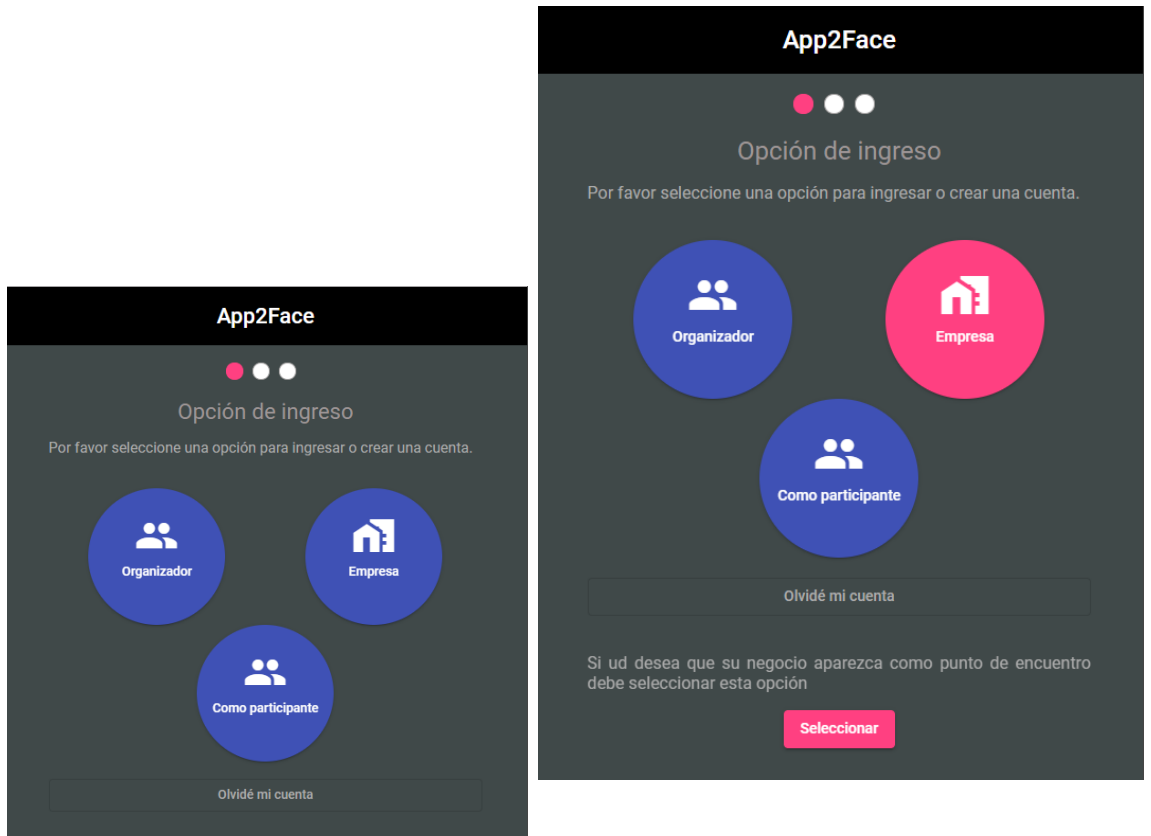 App2Face
Opción de ingreso
Por favor seleccione una opción para ingresar o crear una cuenta.
Organizador
Empresa
Como participante
Olvidé mi cuenta
App2Face
Opción de ingreso
Por favor seleccione una opción para ingresar o crear una cuenta.
Organizador
Empresa
Como participante
Olvidé mi cuenta
Si ud desea que su negocio aparezca como punto de encuentro
debe seleccionar esta opción
Seleccionar